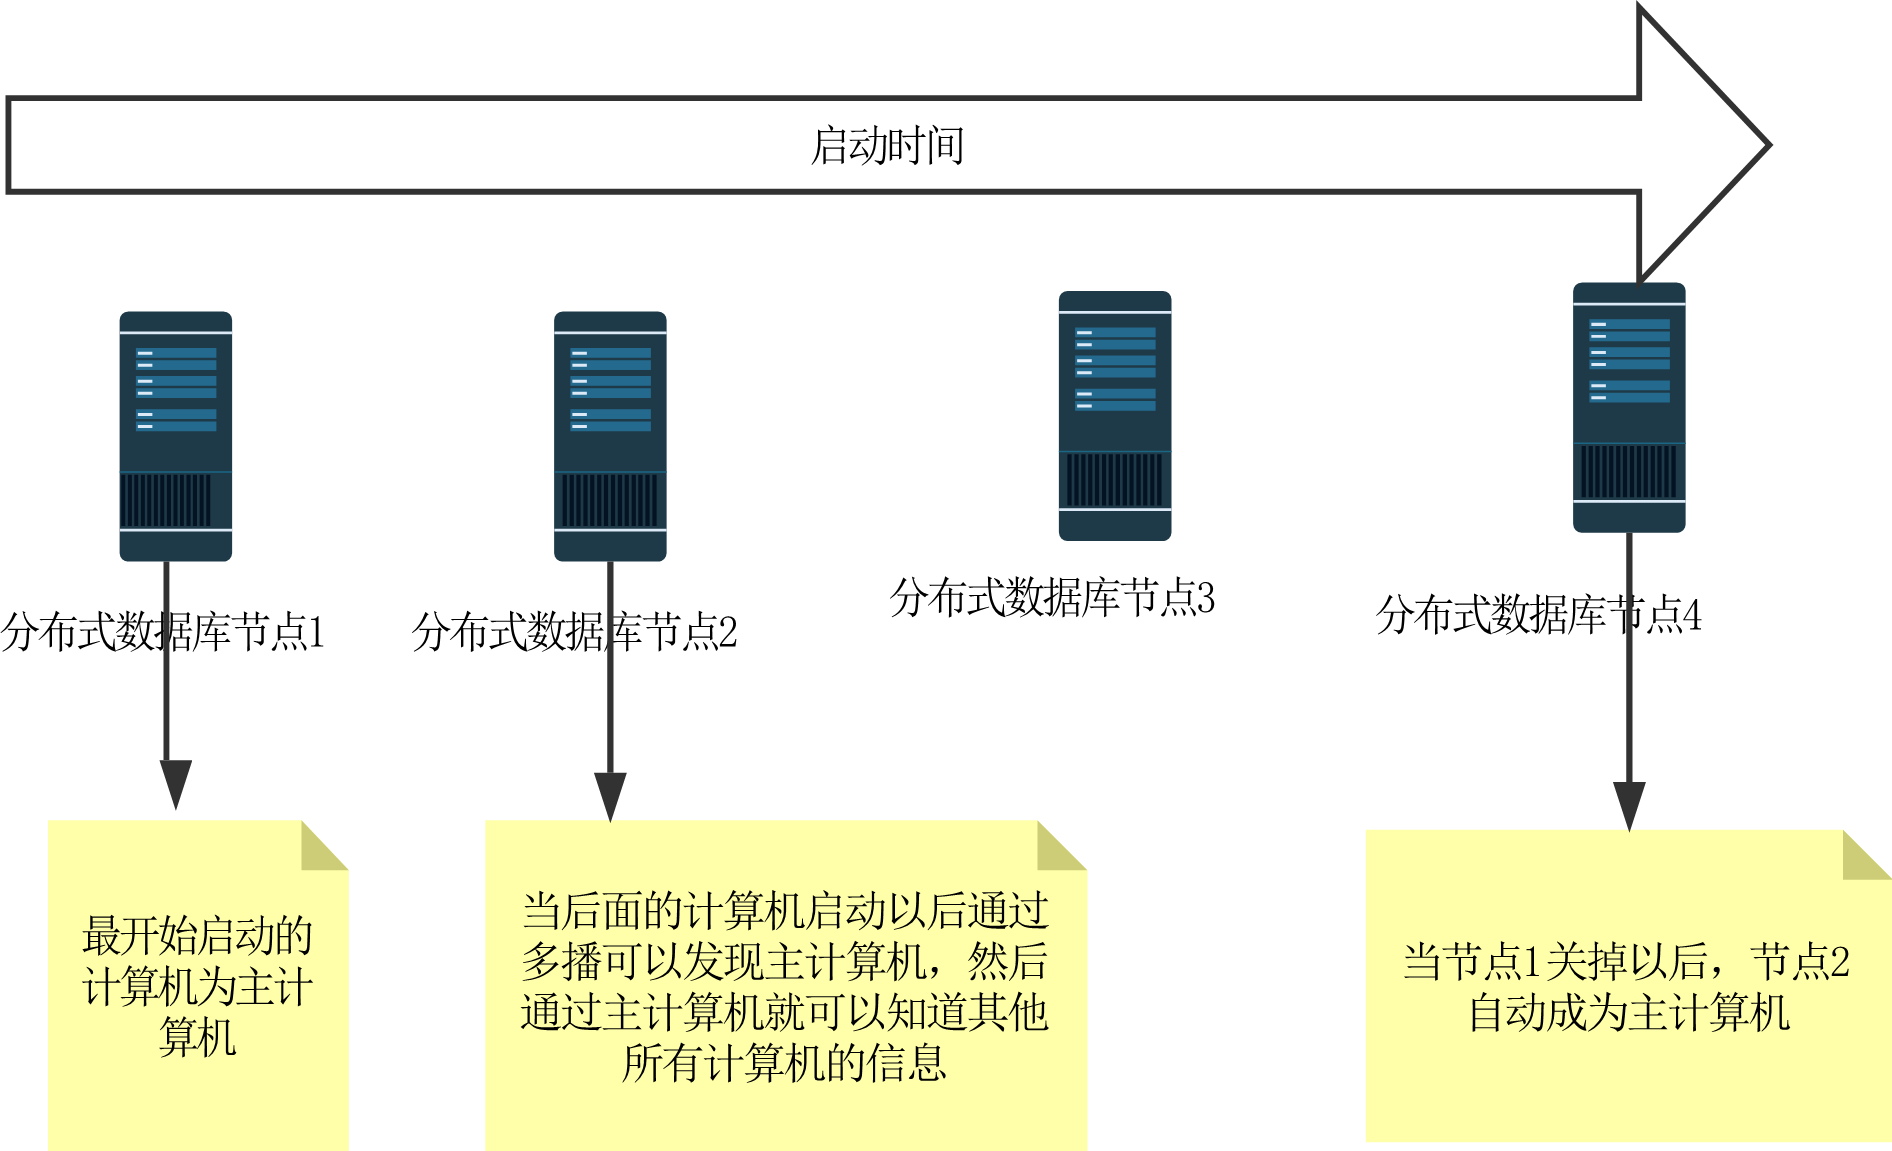 启动时间
分布式数据库节点1
分布式数据库节点2
分布式数据库节点3
分布式数据库节点4
最开始启动的
计算机为主计
算机
当后面的计算机启动以后通过
多播可以发现主计算机，然后
通过主计算机就可以知道其他
所有计算机的信息
当节点1关掉以后，节点2
自动成为主计算机